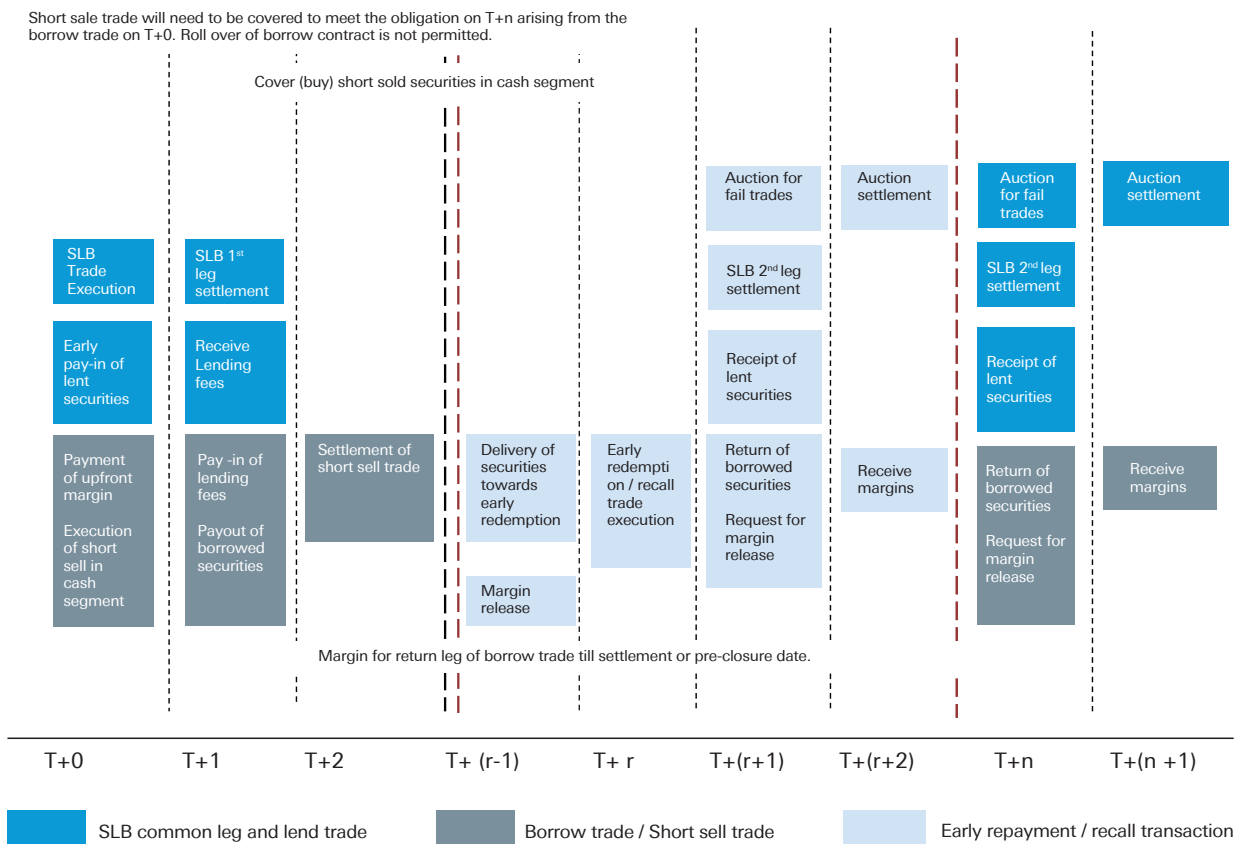 Short sale trade will need to be covered to meet the obligation on T+n arising from the
borrow trade on T+0. Roll over of borrow contract is not permitted.
Cover (buy) short sold securities in cash segment
Auction for
fail trades
Auction
settlement
Auction
for fail
trades
Auction
settlement
SLB
Trade
Execution
SLB 1st
leg
settlement
SLB 2nd leg
settlement
SLB 2nd leg
settlement
Early
pay-in of
lent
securities
Receive
Lending
fees
Receipt of
lent
securities
Receipt of
lent
securities
Payment
of upfront
margin
Execution
of short
sell in
cash
segment
Pay -in of
lending
fees
Payout of
borrowed
securities
Settlement of
short sell trade
Delivery of
securities
towards
early
redemption
Margin
release
Early
redempti
on / recall
trade
execution
Return of
borrowed
securities
Request for
margin
release
Receive
margins
Return of
borrowed
securities
Request for
margin
release
Receive
margins
Margin for return leg of borrow trade till settlement or pre-closure date.
T+0 T+1 T+2 T+ (r-1) T+ r T+(r+1) T+(r+2) T+n T+(n +1)
SLB common leg and lend trade Borrow trade / Short sell trade Early repayment / recall transaction